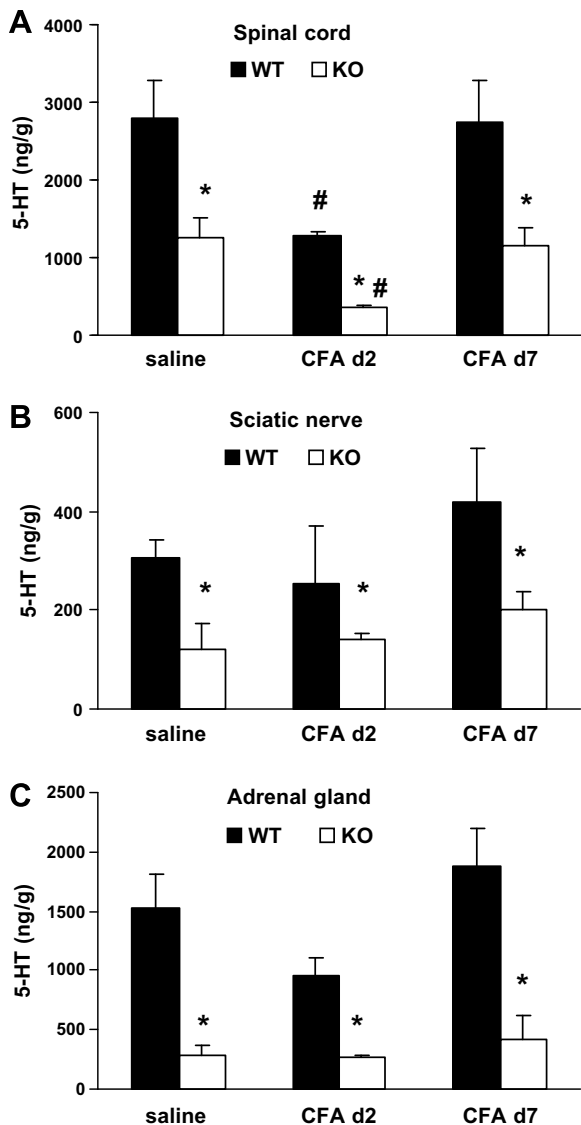 A
Spinal cord
WT KO
5-HT (ng/g)
4000
3000
2000
1000
0
*
#
* #
*
saline CFA d2 CFA d7
B
Sciatic nerve
WT KO
5-HT (ng/g)
600
400
200
0
*
*
*
saline CFA d2 CFA d7
C
Adrenal gland
WT KO
5-HT (ng/g)
2500
2000
1500
1000
500
0
*
*
*
saline CFA d2 CFA d7